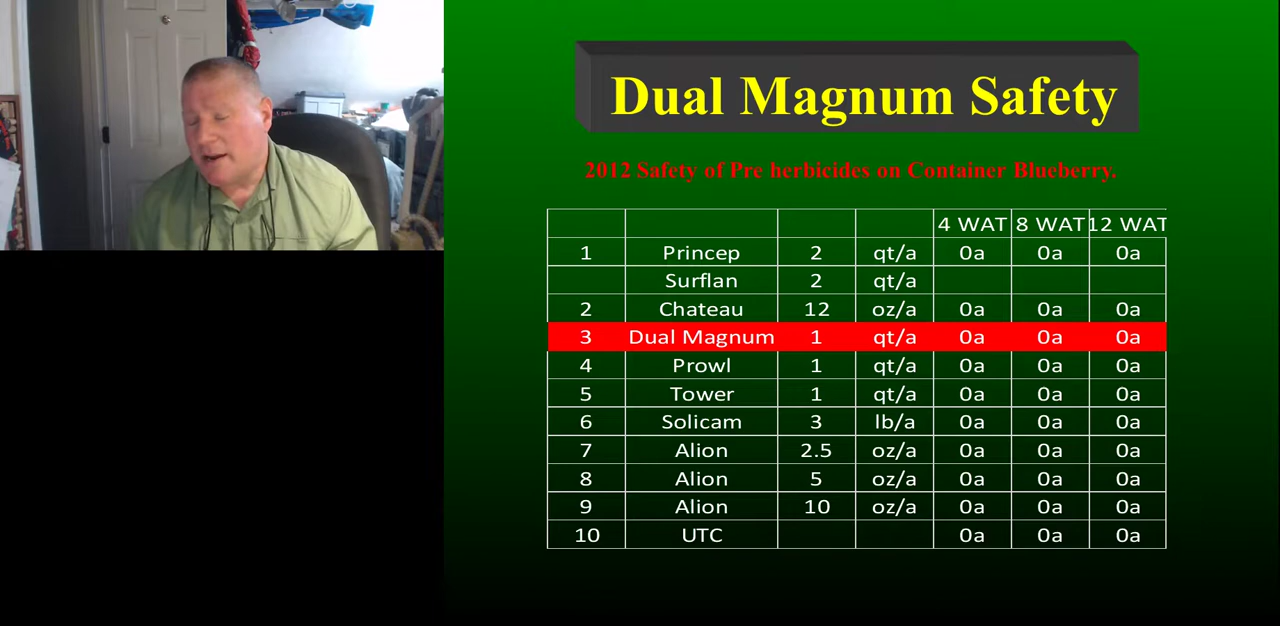 Dual Magnum Safety
2012 Safety of Pre herbicides on Container Blueberry.
4 WAT 8 WAT 12 WAT
1 Princep 2 qt/a 0a 0a 0a
Surflan 2 qt/a
2 Chateau 12 oz/a 0a 0a 0a
3 Dual Magnum 1 qt/a 0a 0a 0a
4 Prowl 1 qt/a 0a 0a 0a
5 Tower 1 qt/a 0a 0a 0a
6 Solicam 3 lb/a 0a 0a 0a
7 Alion 2.5 oz/a 0a 0a 0a
8 Alion 5 oz/a 0a 0a 0a
9 Alion 10 oz/a 0a 0a 0a
10 UTC 0a 0a 0a